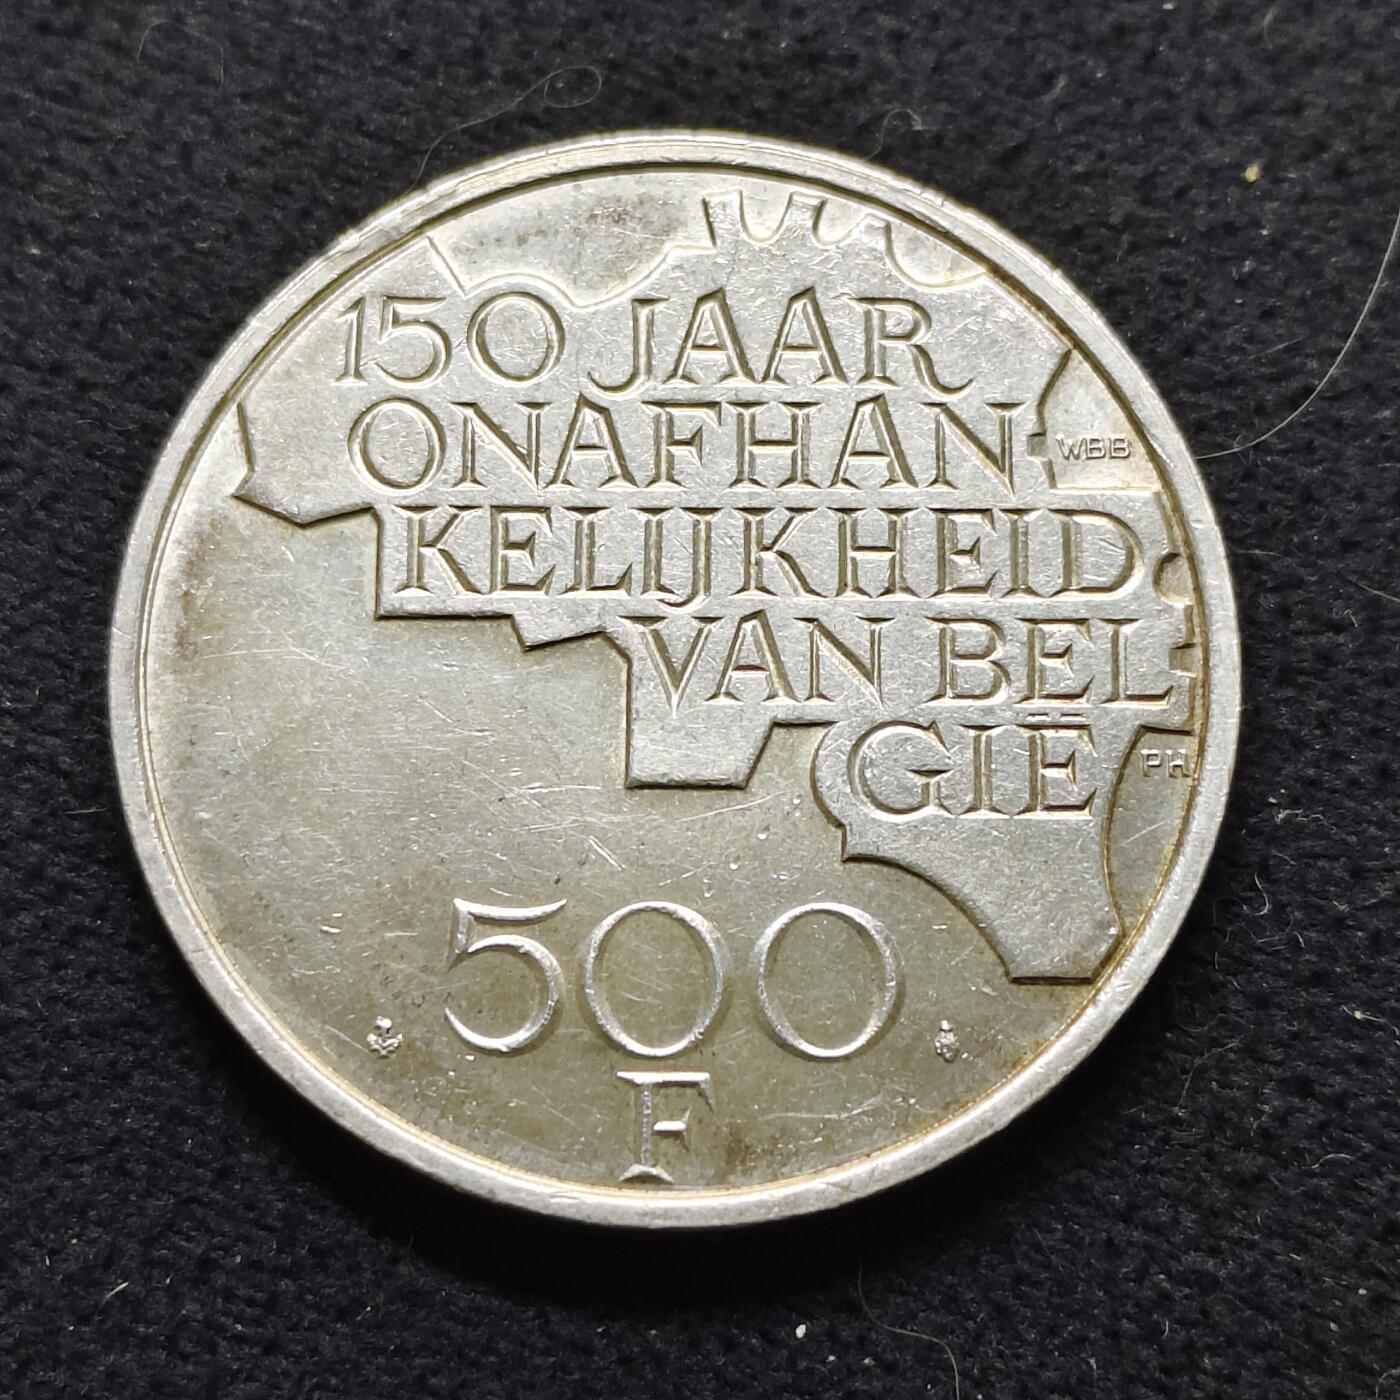 150 JAAR
ONAFHAN
WBB
KELIJKHEID
VAN BEL
GIË
PH
500
F